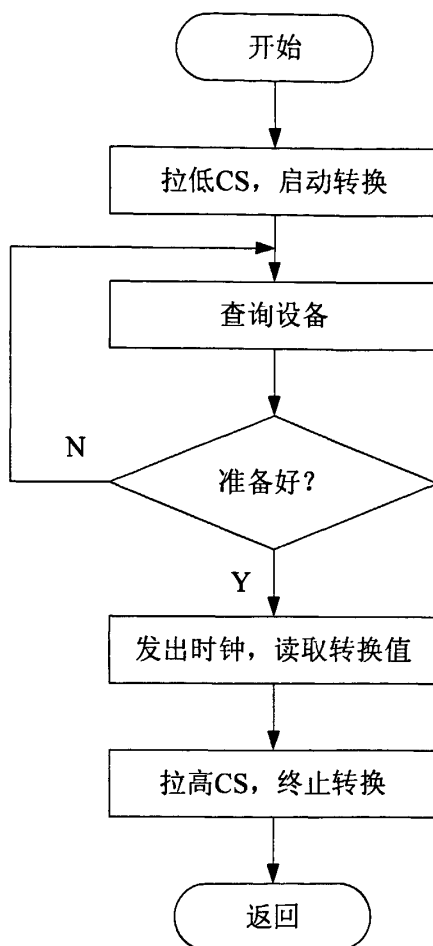 开始
拉低CS，启动转换
查询设备
准备好？
N
Y
发出时钟，读取转换值
拉高CS，终止转换
返回